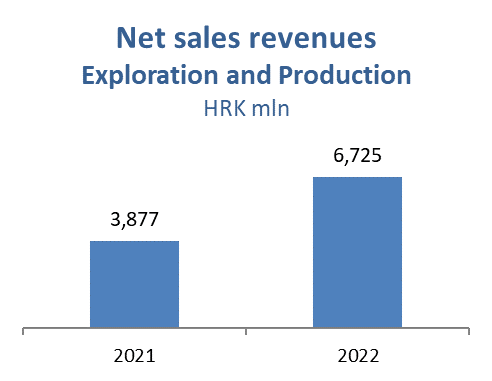 Net sales revenues
Exploration and Production
HRK mln
6,725
3,877
2021
2022